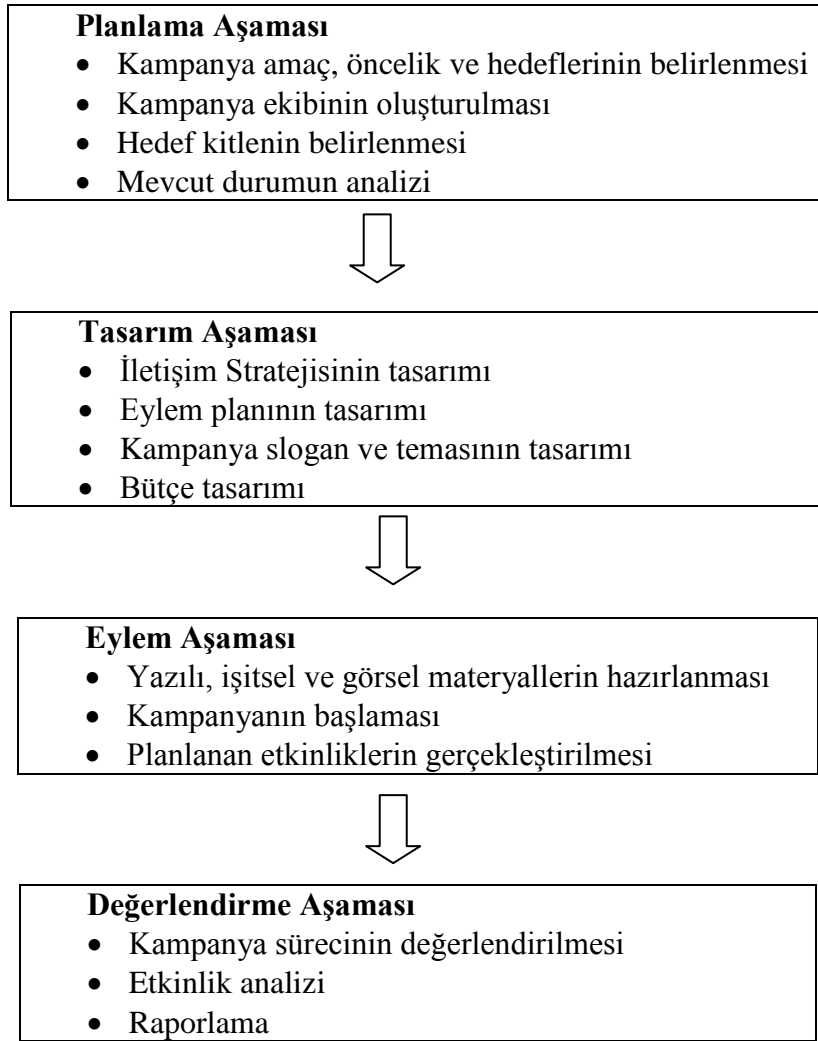 Planlama Aşaması
• Kampanya amaç, öncelik ve hedeflerinin belirlenmesi
• Kampanya ekibinin oluşturulması
• Hedef kitlenin belirlenmesi
• Mevcut durumun analizi
Tasarım Aşaması
• İletişim Stratejisinin tasarımı
• Eylem planının tasarımı
• Kampanya slogan ve temasının tasarımı
• Bütçe tasarımı
Eylem Aşaması
• Yazılı, işitsel ve görsel materyallerin hazırlanması
• Kampanyanın başlaması
• Planlanan etkinliklerin gerçekleştirilmesi
Değerlendirme Aşaması
• Kampanya sürecinin değerlendirilmesi
• Etkinlik analizi
• Raporlama